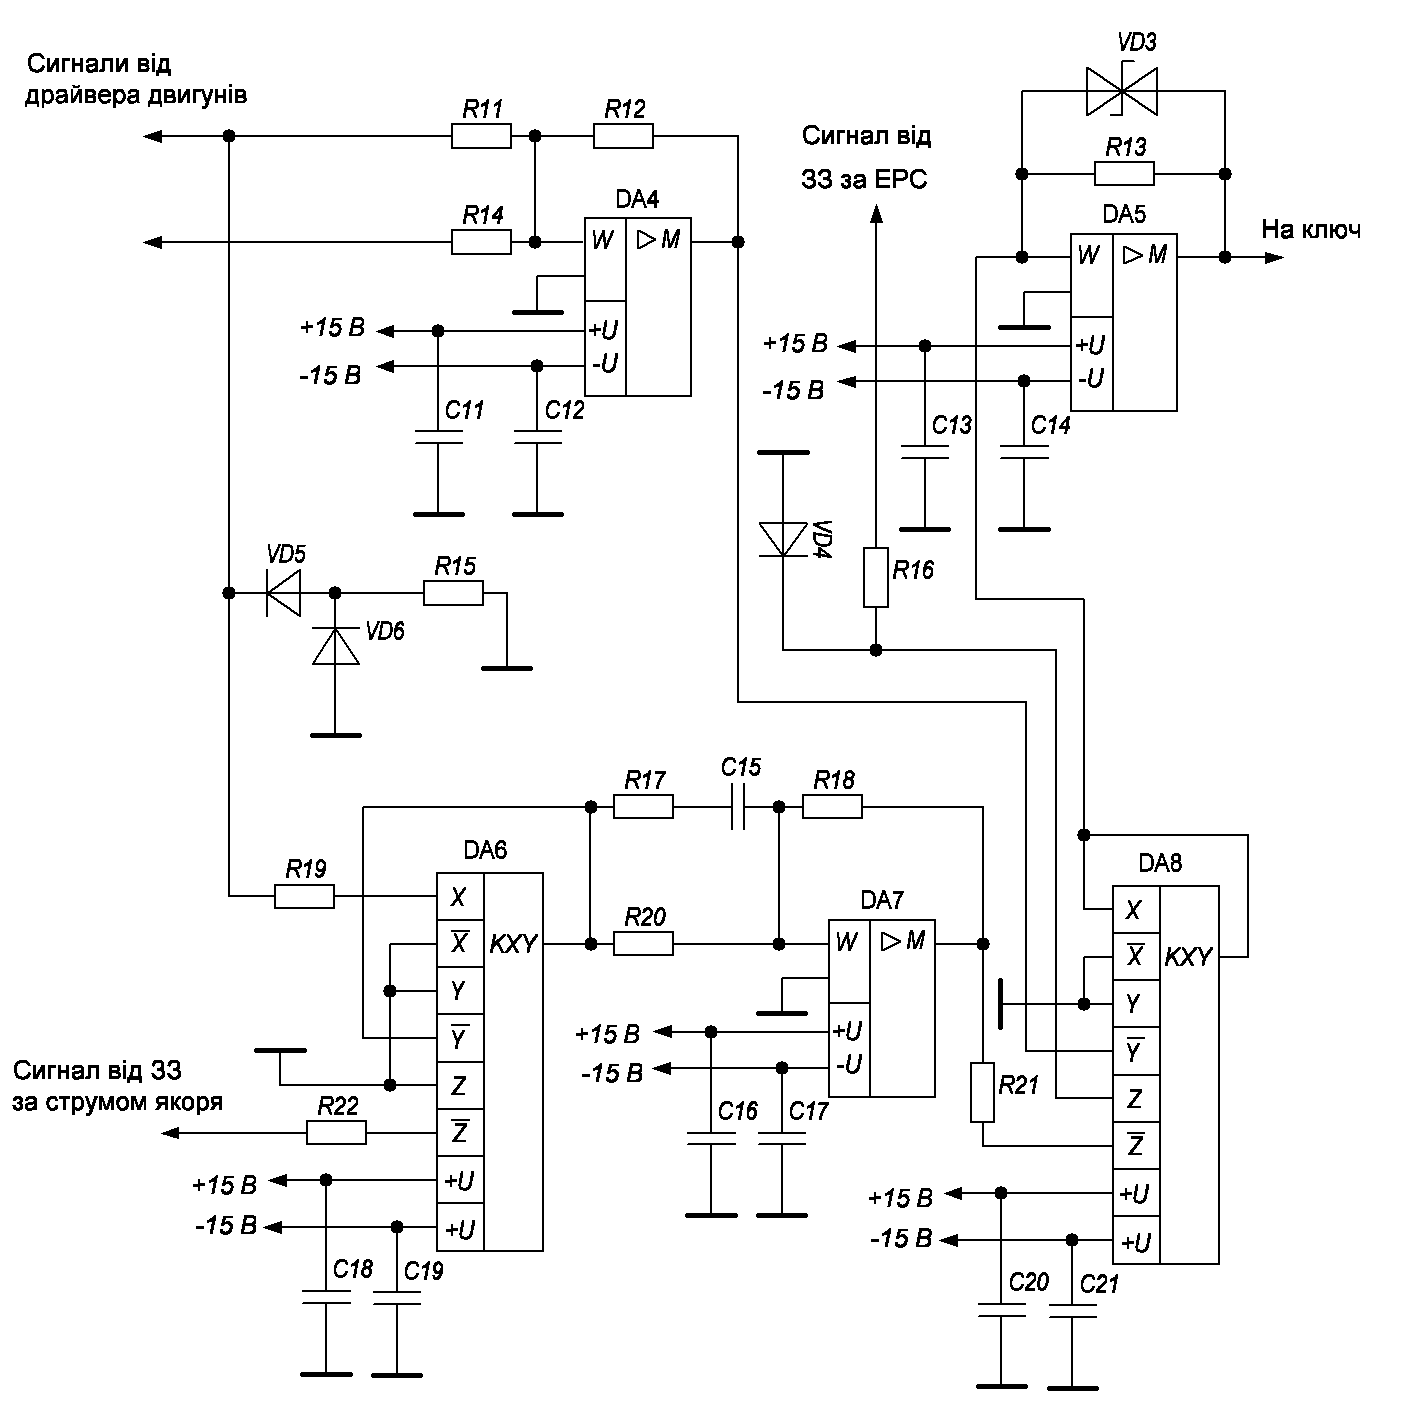 Сигнали від
драйвера двигунів
R11
R12
R14
DA4
W
▷ M
+15 В
+U
-15 В
-U
C11
C12
VD3
R13
Сигнал від
ЗЗ за ЕРС
DA5
На ключ
W
▷ M
+15 В
+U
-15 В
-U
C13
C14
VD4
R16
VD5
R15
VD6
R17
C15
R18
DA6
R19
X
X̅
KXY
Y
Y̅
Z
Z̅
+U
+U
R20
DA7
W
▷ M
+15 В
+U
-15 В
-U
C16
C17
R21
Сигнал від ЗЗ
за струмом якоря
R22
+15 В
-15 В
C18
C19
DA8
X
X̅
KXY
Y
Y̅
Z
Z̅
+15 В
+U
-15 В
+U
C20
C21